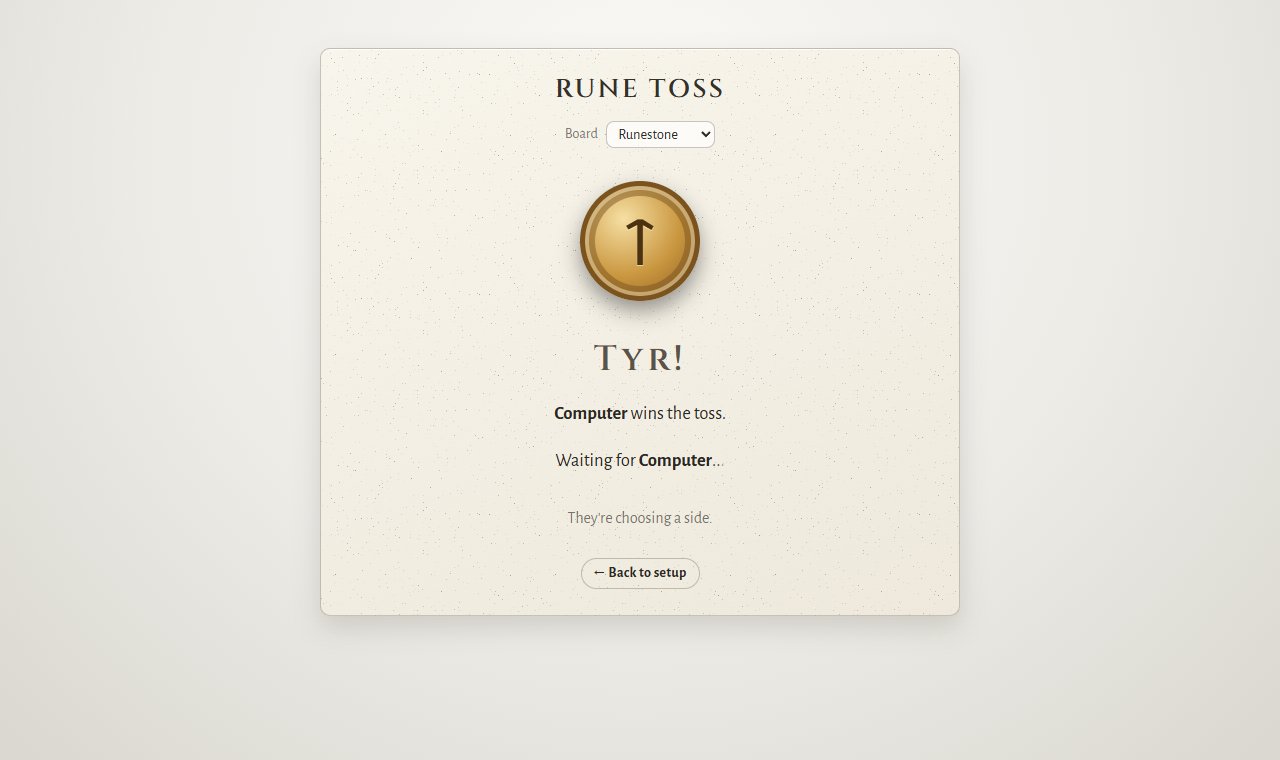 RUNE TOSS
Board Runestone
ᛏ
Tyr!
Computer wins the toss.
Waiting for Computer...
They're choosing a side.
← Back to setup